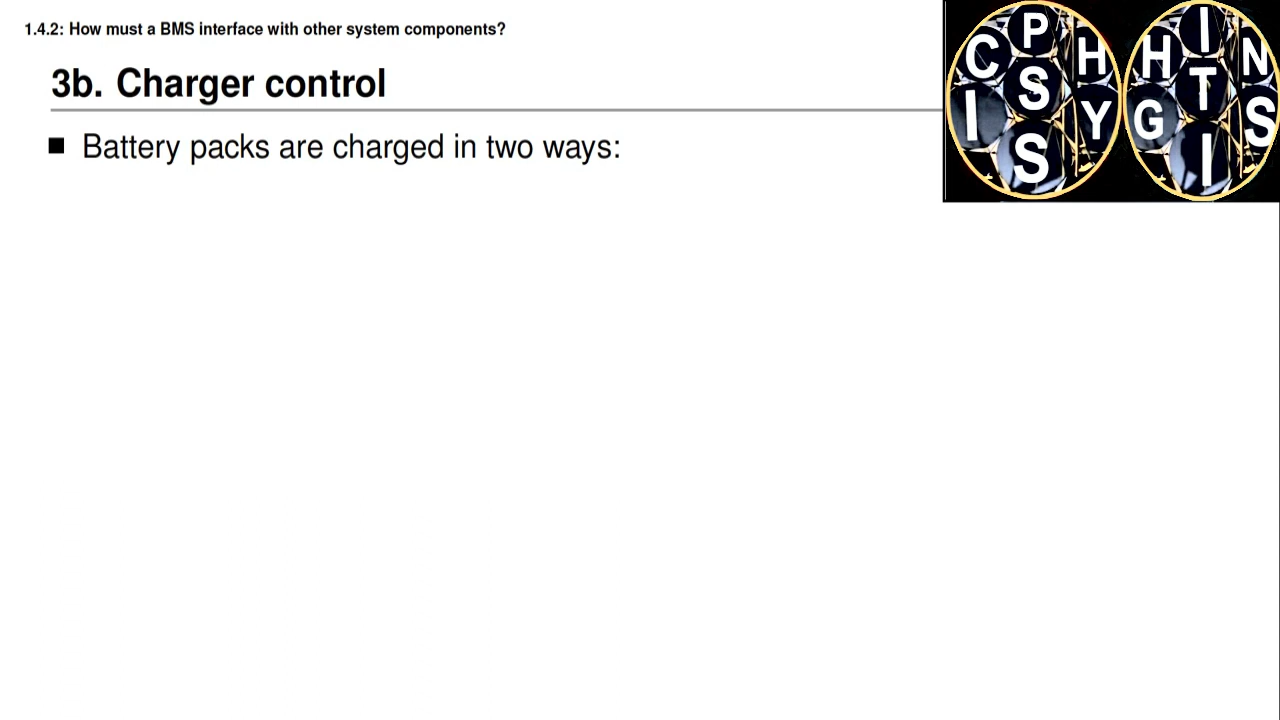 1.4.2: How must a BMS interface with other system components?
3b. Charger control
Battery packs are charged in two ways:
C P H
I S Y
S
H I N
G T S
I